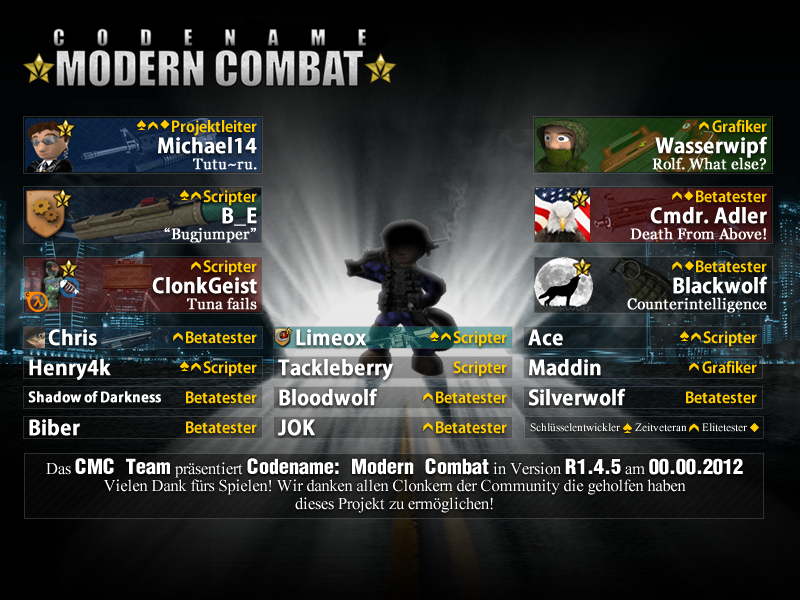 CODENAME
MODERN COMBAT
Projektleiter
Michael14
Tutu~ru.
Grafiker
Wasserwipf
Rolf. What else?
Scripter
B_E
“Bugjumper”
Betatester
Cmdr. Adler
Death From Above!
Scripter
ClonkGeist
Tuna fails
Betatester
Blackwolf
Counterintelligence
Chris Betatester
Limeox Scripter
Ace Scripter
Henry4k Scripter
Tackleberry Scripter
Maddin Grafiker
Shadow of Darkness Betatester
Bloodwolf Betatester
Silverwolf Betatester
Biber Betatester
JOK Betatester
Schlüsselentwickler ♠ Zeitveteran Elitetester ◆
Das CMC Team präsentiert Codename: Modern Combat in Version R1.4.5 am 00.00.2012
Vielen Dank fürs Spielen! Wir danken allen Clonkern der Community die geholfen haben
dieses Projekt zu ermöglichen!